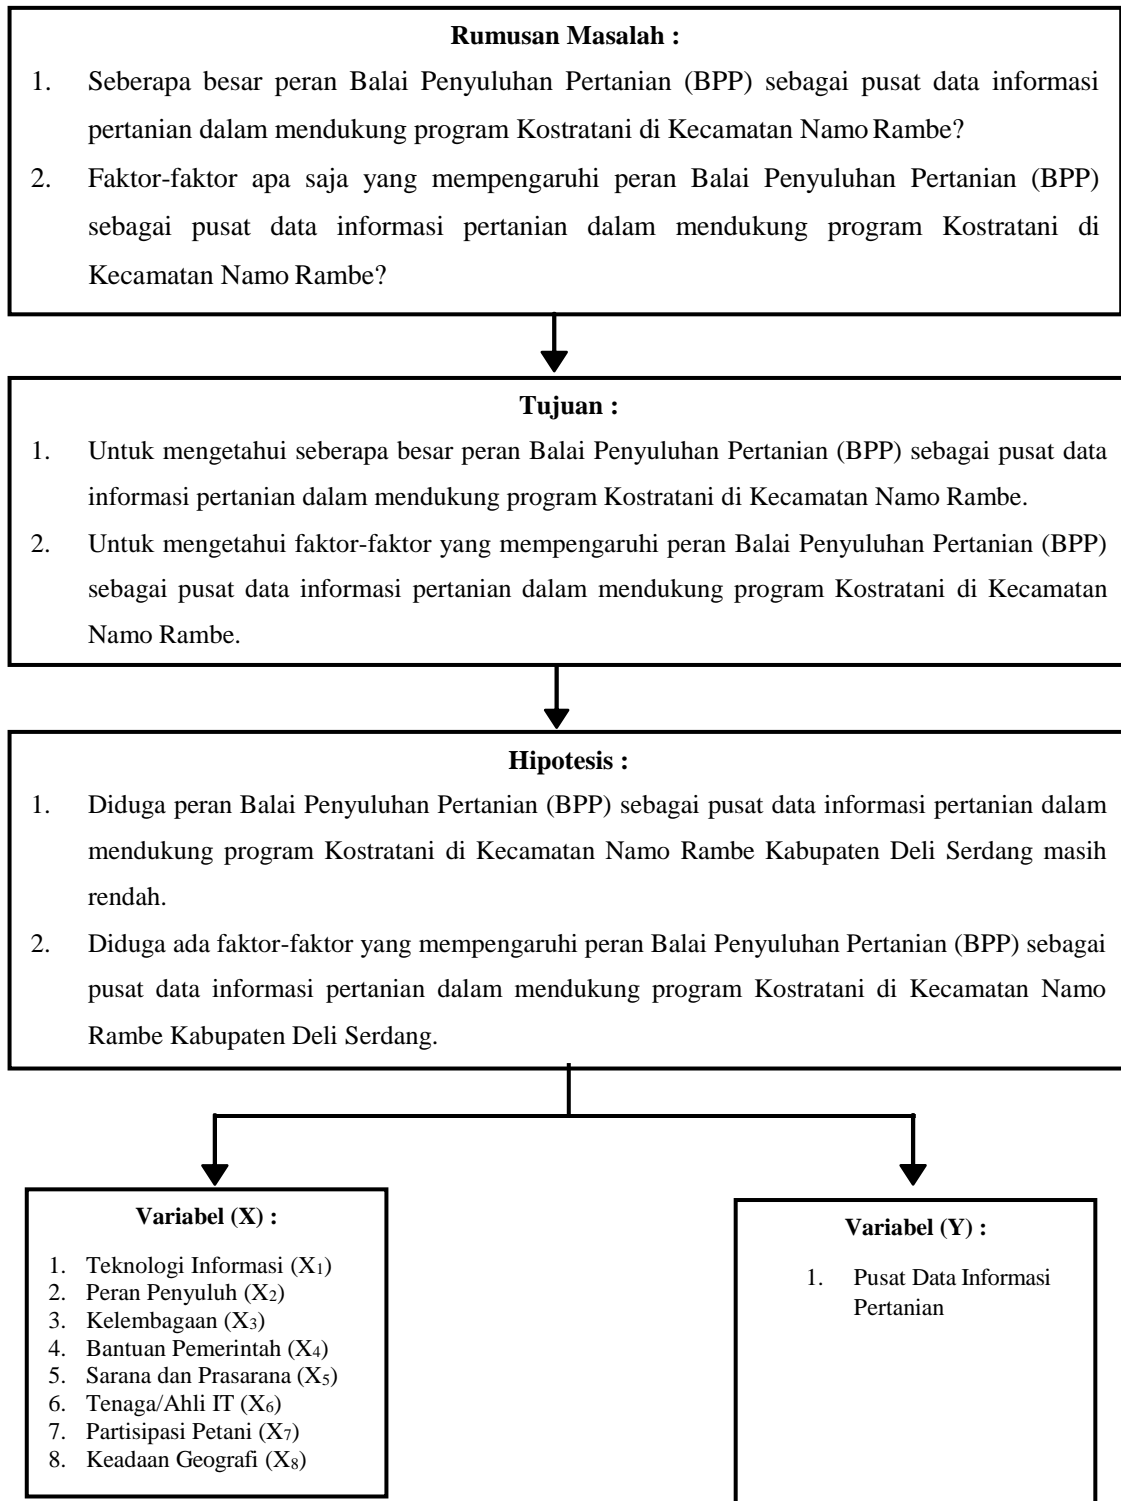 Rumusan Masalah :
1. Seberapa besar peran Balai Penyuluhan Pertanian (BPP) sebagai pusat data informasi
pertanian dalam mendukung program Kostratani di Kecamatan Namo Rambe?
2. Faktor-faktor apa saja yang mempengaruhi peran Balai Penyuluhan Pertanian (BPP)
sebagai pusat data informasi pertanian dalam mendukung program Kostratani di
Kecamatan Namo Rambe?
Tujuan :
1. Untuk mengetahui seberapa besar peran Balai Penyuluhan Pertanian (BPP) sebagai pusat data
informasi pertanian dalam mendukung program Kostratani di Kecamatan Namo Rambe.
2. Untuk mengetahui faktor-faktor yang mempengaruhi peran Balai Penyuluhan Pertanian (BPP)
sebagai pusat data informasi pertanian dalam mendukung program Kostratani di Kecamatan
Namo Rambe.
Hipotesis :
1. Diduga peran Balai Penyuluhan Pertanian (BPP) sebagai pusat data informasi pertanian dalam
mendukung program Kostratani di Kecamatan Namo Rambe Kabupaten Deli Serdang masih
rendah.
2. Diduga ada faktor-faktor yang mempengaruhi peran Balai Penyuluhan Pertanian (BPP) sebagai
pusat data informasi pertanian dalam mendukung program Kostratani di Kecamatan Namo
Rambe Kabupaten Deli Serdang.
Variabel (X) :
1. Teknologi Informasi (X₁)
2. Peran Penyuluh (X₂)
3. Kelembagaan (X₃)
4. Bantuan Pemerintah (X₄)
5. Sarana dan Prasarana (X₅)
6. Tenaga/Ahli IT (X₆)
7. Partisipasi Petani (X₇)
8. Keadaan Geografi (X₈)
Variabel (Y) :
1. Pusat Data Informasi
Pertanian